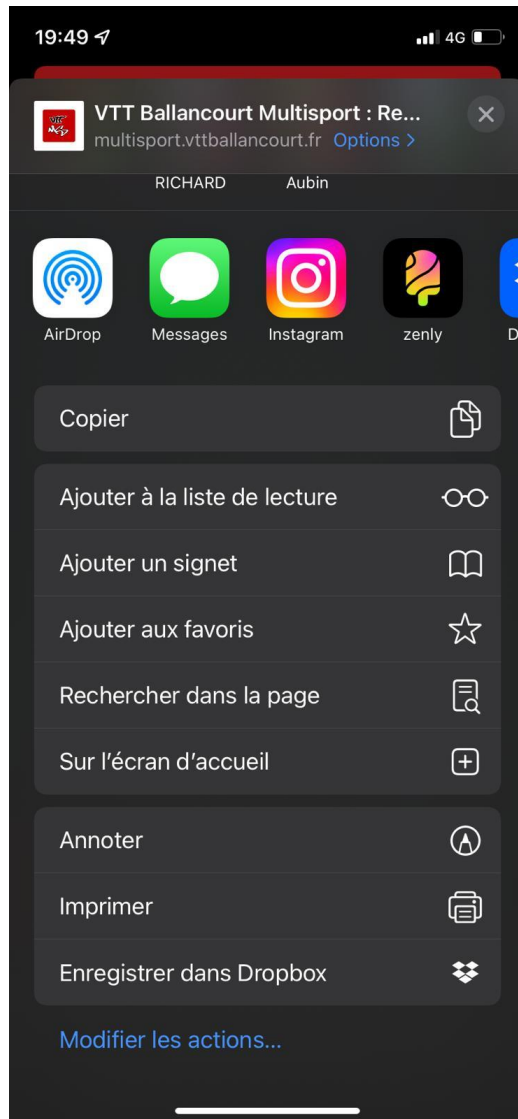 19:49
4G
VTT Ballancourt Multisport : Re...
multisport.vttballancourt.fr Options >
RICHARD Aubin
AirDrop Messages Instagram zenly D
Copier
Ajouter à la liste de lecture
Ajouter un signet
Ajouter aux favoris
Rechercher dans la page
Sur l’écran d’accueil
Annoter
Imprimer
Enregistrer dans Dropbox
Modifier les actions...